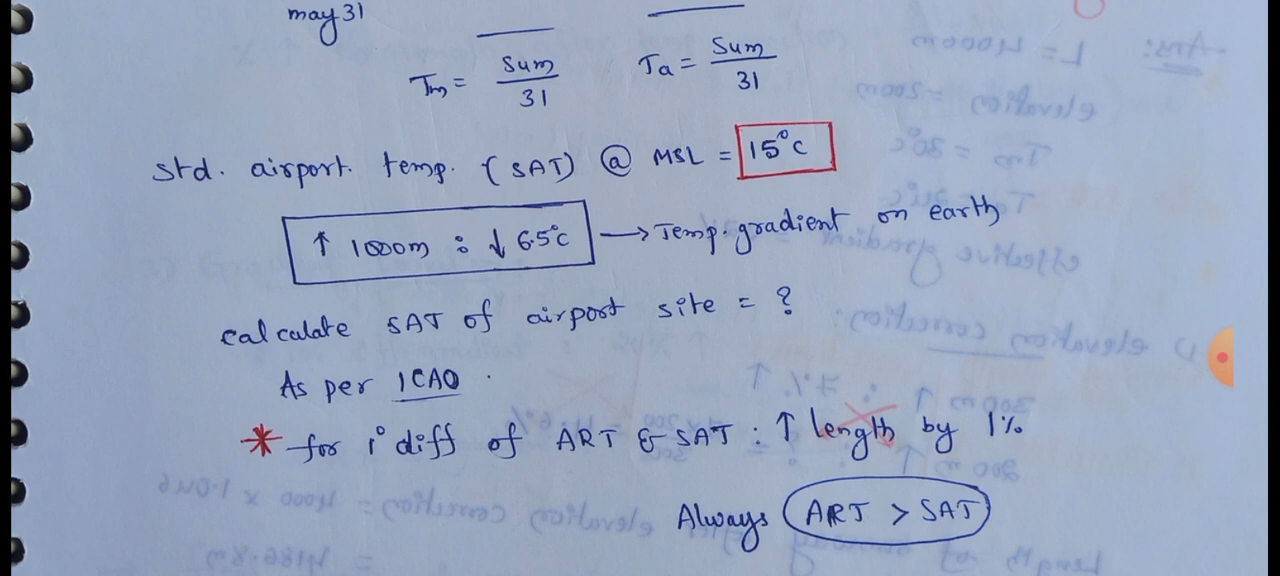 may 31
Tm = Sum / 31 Ta = Sum / 31
Std. airport. temp. (SAT) @ MSL = 15°c
↑ 1000m : ↓ 6.5°c → Temp. gradient on earth
calculate SAT of airport site = ?
As per ICAO.
* for 1° diff of ART & SAT : ↑ length by 1%
Always ART > SAT